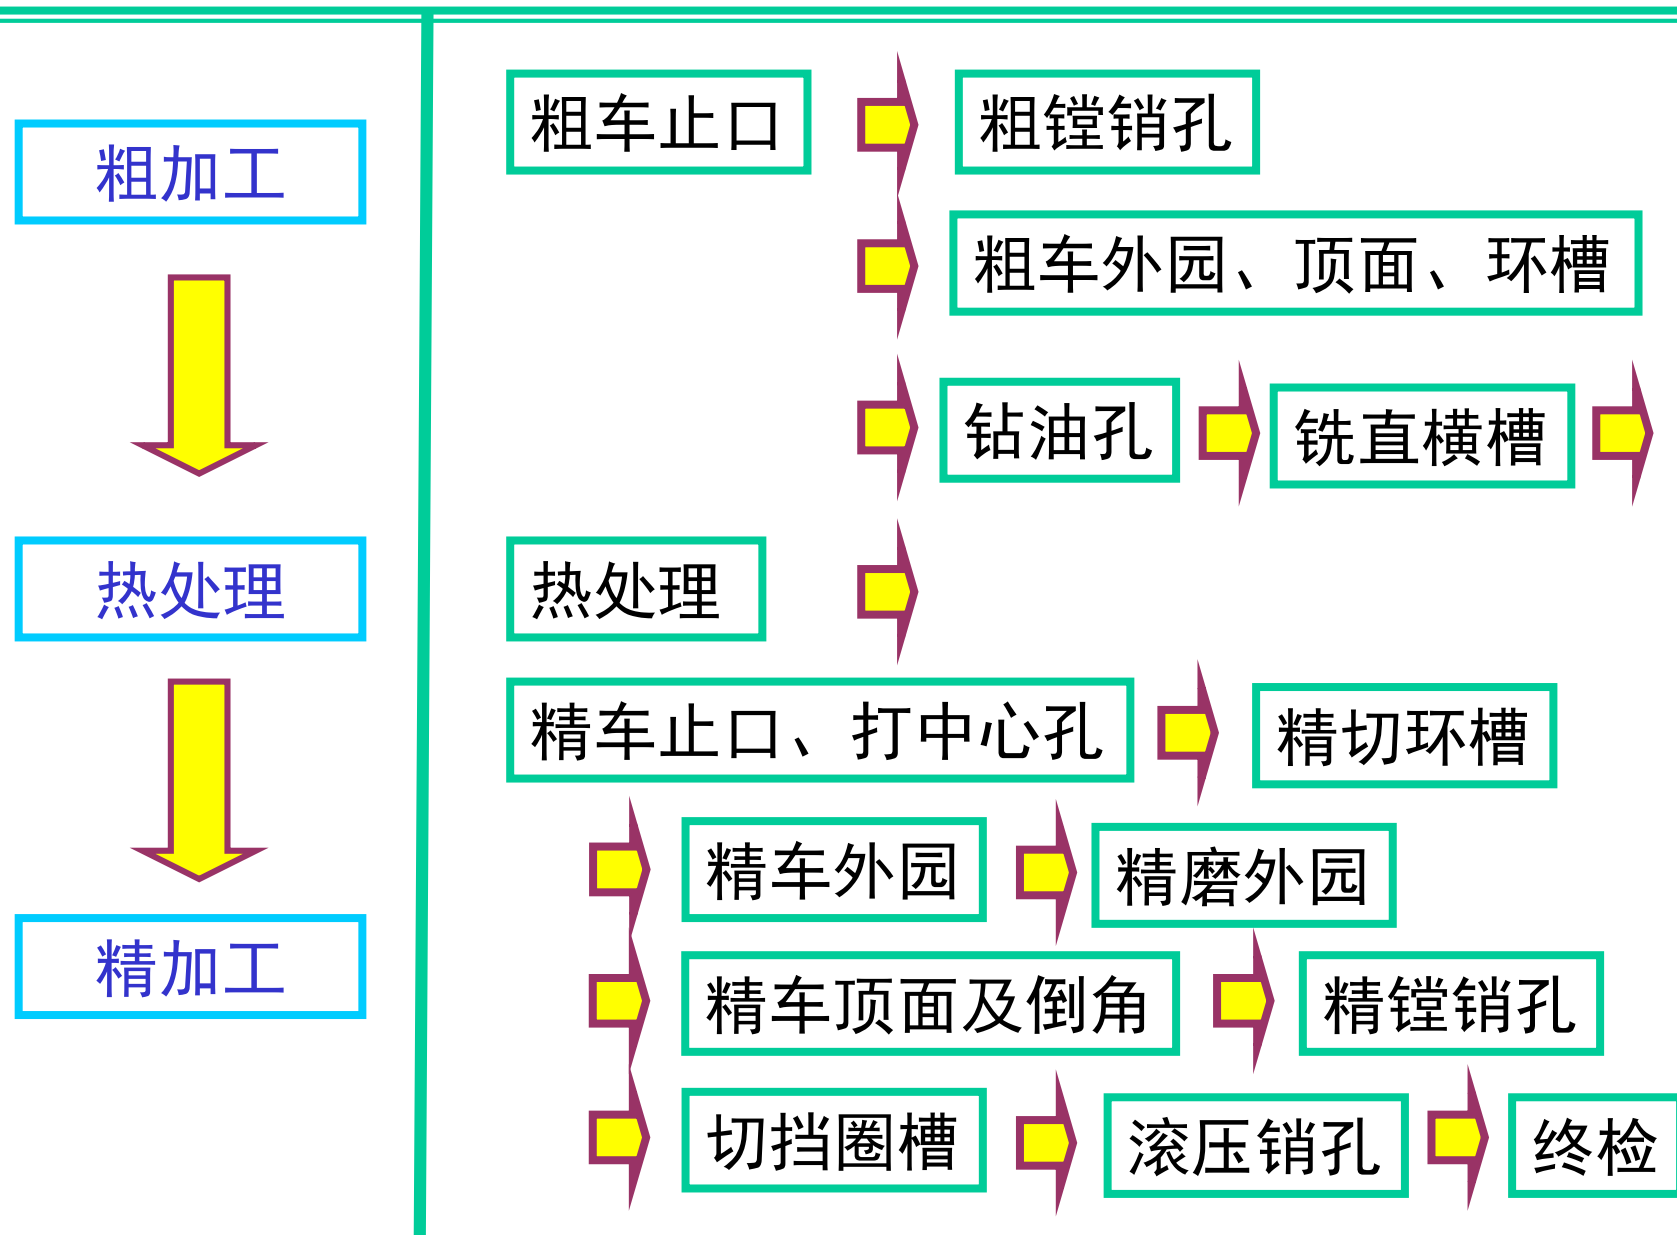 粗加工
热处理
精加工
粗车止口
粗镗销孔
粗车外园、顶面、环槽
钻油孔
铣直横槽
热处理
精车止口、打中心孔
精切环槽
精车外园
精磨外园
精车顶面及倒角
精镗销孔
切挡圈槽
滚压销孔
终检